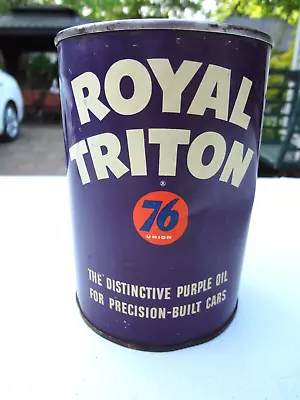 ROYAL
TRITON
®
76
UNION
THE DISTINCTIVE PURPLE OIL
FOR PRECISION-BUILT CARS